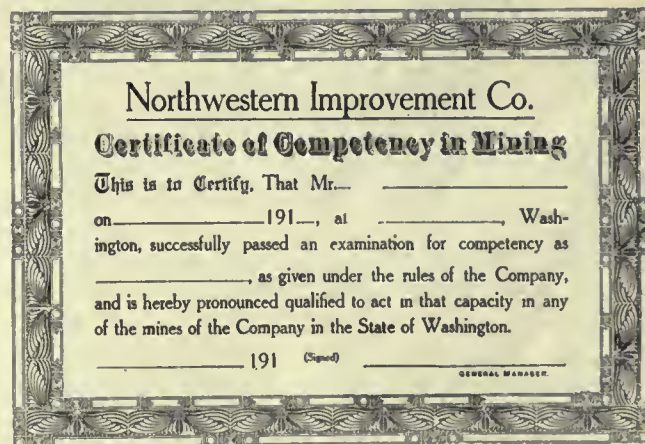 Northwestern Improvement Co.
Certificate of Competency in Mining
This is to Certify, That Mr.
on 191 , at , Wash-
ington, successfully passed an examination for competency as
, as given under the rules of the Company,
and is hereby pronounced qualified to act in that capacity in any
of the mines of the Company in the State of Washington.
191 (Signed)
GENERAL MANAGER.